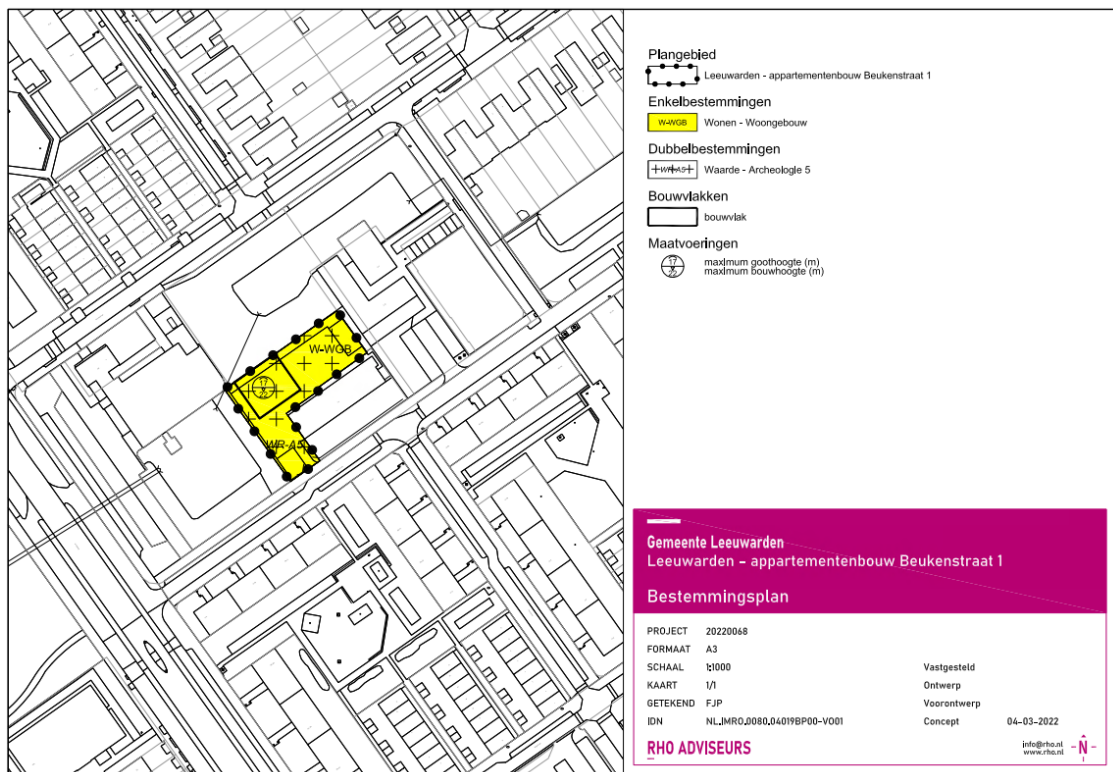 W-WGB
17
22
WR-A5
Plangebied
Leeuwarden - appartementenbouw Beukenstraat 1
Enkelbestemmingen
W-WGB Wonen - Woongebouw
Dubbelbestemmingen
WR-A5 Waarde - Archeologie 5
Bouwvlakken
bouwvlak
Maatvoeringen
17 maximum goothoogte (m)
22 maximum bouwhoogte (m)
Gemeente Leeuwarden
Leeuwarden - appartementenbouw Beukenstraat 1
Bestemmingsplan
PROJECT 20220068
FORMAAT A3
SCHAAL 1:1000 Vastgesteld
KAART 1/1 Ontwerp
GETEKEND FJP Voorontwerp
IDN NL.IMRO.0080.04019BP00-VO01 Concept 04-03-2022
RHO ADVISEURS
info@rho.nl
www.rho.nl
N